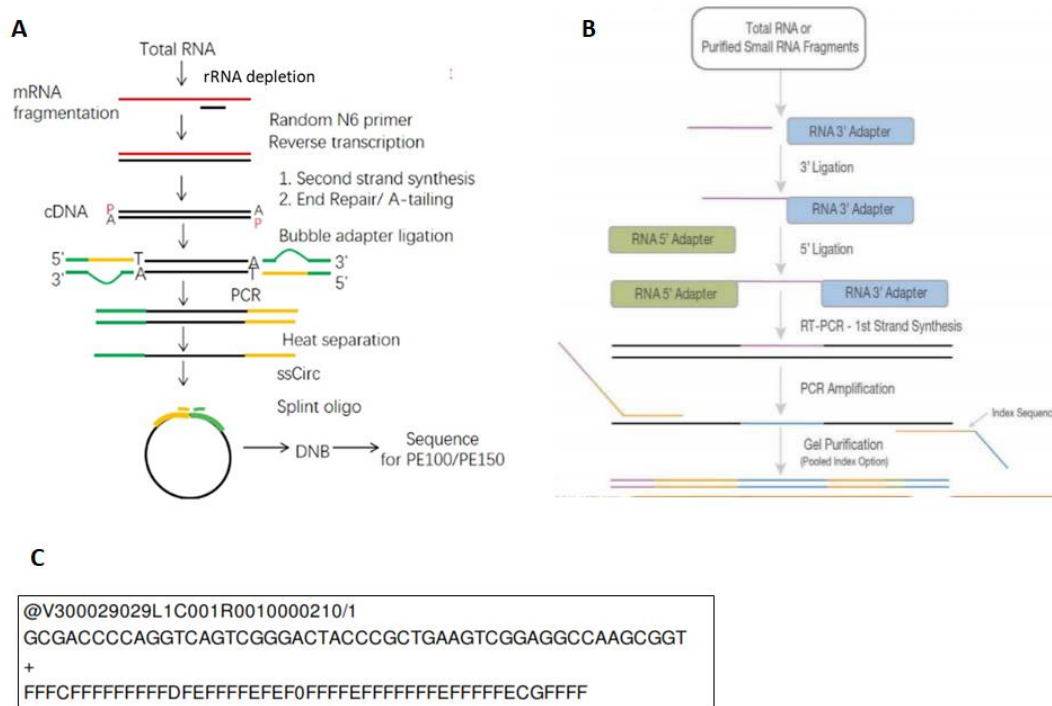 A
Total RNA
rRNA depletion
mRNA
fragmentation
Random N6 primer
Reverse transcription
1. Second strand synthesis
2. End Repair/ A-tailing
cDNA
P
A
A
P
Bubble adapter ligation
5'
T
A
3'
3'
A
T
5'
PCR
Heat separation
ssCirc
Splint oligo
DNB
Sequence
for PE100/PE150
B
Total RNA or
Purified Small RNA Fragments
RNA 3' Adapter
3' Ligation
RNA 3' Adapter
RNA 5' Adapter
5' Ligation
RNA 5' Adapter
RNA 3' Adapter
RT-PCR - 1st Strand Synthesis
PCR Amplification
Index Sequence
Gel Purification
(Pooled Index Option)
C
@V300029029L1C001R0010000210/1
GCGACCCCAGGTCAGTCGGGACTACCCGCTGAAGTCGGAGGCCAAGCGGT
+
FFFCFFFFFFFFFDFEFFFFEFEF0FFFFEFFFFFFFEFFFFFECGFFFF